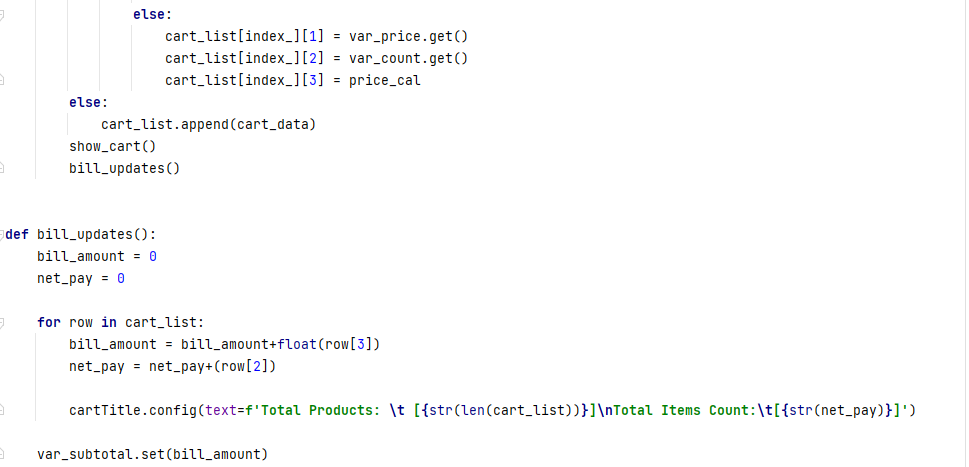 else:
cart_list[index_][1] = var_price.get()
cart_list[index_][2] = var_count.get()
cart_list[index_][3] = price_cal
else:
cart_list.append(cart_data)
show_cart()
bill_updates()
def bill_updates():
bill_amount = 0
net_pay = 0
for row in cart_list:
bill_amount = bill_amount+float(row[3])
net_pay = net_pay+(row[2])
cartTitle.config(text=f'Total Products: \t [{str(len(cart_list))}]\nTotal Items Count:\t[{str(net_pay)}]')
var_subtotal.set(bill_amount)